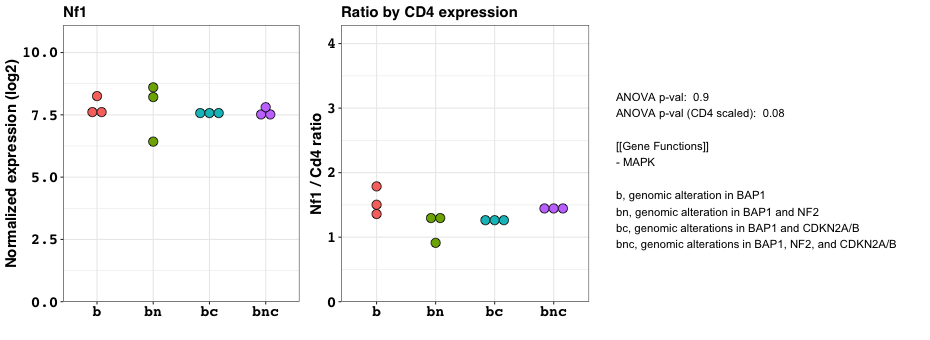 Nf1
Normalized expression (log2)
10.0
7.5
5.0
2.5
0.0
b bn bc bnc
Ratio by CD4 expression
Nf1 / Cd4 ratio
4
3
2
1
0
b bn bc bnc
ANOVA p-val: 0.9
ANOVA p-val (CD4 scaled): 0.08
[[Gene Functions]]
- MAPK
b, genomic alteration in BAP1
bn, genomic alteration in BAP1 and NF2
bc, genomic alterations in BAP1 and CDKN2A/B
bnc, genomic alterations in BAP1, NF2, and CDKN2A/B